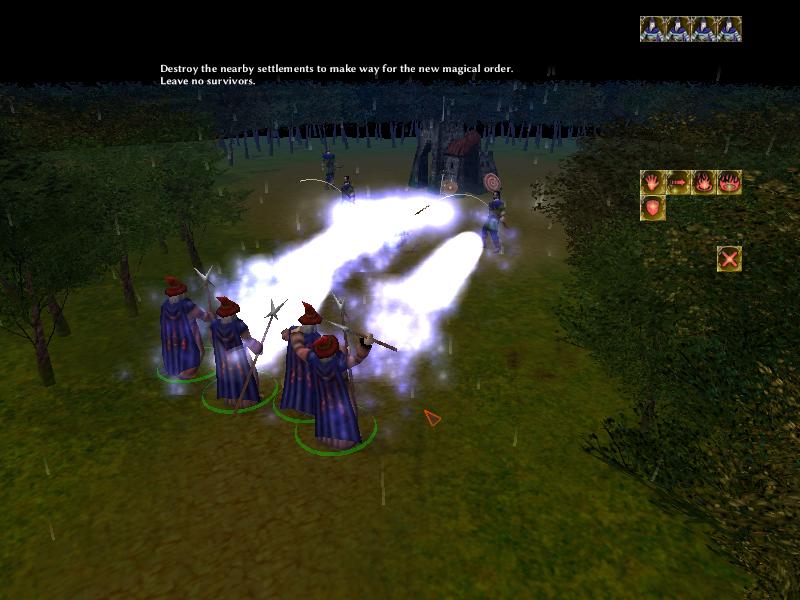 Destroy the nearby settlements to make way for the new magical order.
Leave no survivors.